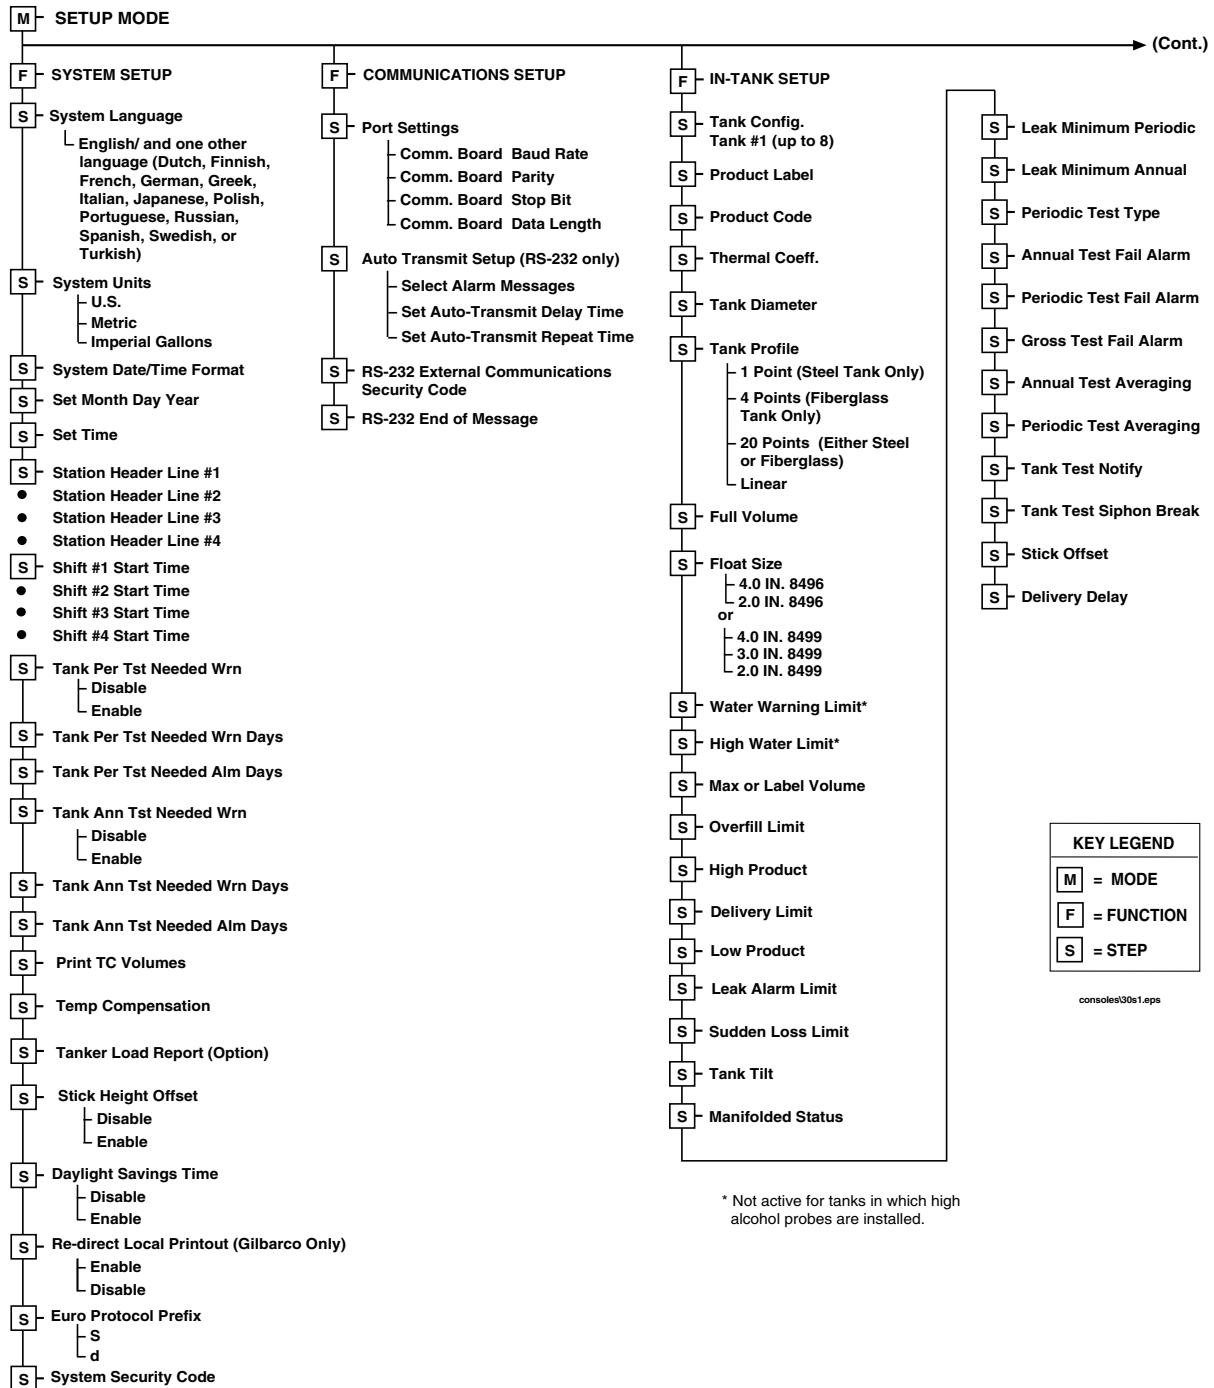 M SETUP MODE
(Cont.)
F SYSTEM SETUP
S System Language
English/ and one other
language (Dutch, Finnish,
French, German, Greek,
Italian, Japanese, Polish,
Portuguese, Russian,
Spanish, Swedish, or
Turkish)
S System Units
U.S.
Metric
Imperial Gallons
S System Date/Time Format
S Set Month Day Year
S Set Time
S Station Header Line #1
● Station Header Line #2
● Station Header Line #3
● Station Header Line #4
S Shift #1 Start Time
● Shift #2 Start Time
● Shift #3 Start Time
● Shift #4 Start Time
S Tank Per Tst Needed Wrn
Disable
Enable
S Tank Per Tst Needed Wrn Days
S Tank Per Tst Needed Alm Days
S Tank Ann Tst Needed Wrn
Disable
Enable
S Tank Ann Tst Needed Wrn Days
S Tank Ann Tst Needed Alm Days
S Print TC Volumes
S Temp Compensation
S Tanker Load Report (Option)
S Stick Height Offset
Disable
Enable
S Daylight Savings Time
Disable
Enable
S Re-direct Local Printout (Gilbarco Only)
Enable
Disable
S Euro Protocol Prefix
S
d
S System Security Code
F COMMUNICATIONS SETUP
S Port Settings
Comm. Board Baud Rate
Comm. Board Parity
Comm. Board Stop Bit
Comm. Board Data Length
S Auto Transmit Setup (RS-232 only)
Select Alarm Messages
Set Auto-Transmit Delay Time
Set Auto-Transmit Repeat Time
S RS-232 External Communications
Security Code
S RS-232 End of Message
F IN-TANK SETUP
S Tank Config.
Tank #1 (up to 8)
S Product Label
S Product Code
S Thermal Coeff.
S Tank Diameter
S Tank Profile
1 Point (Steel Tank Only)
4 Points (Fiberglass
Tank Only)
20 Points (Either Steel
or Fiberglass)
Linear
S Full Volume
S Float Size
4.0 IN. 8496
2.0 IN. 8496
or
4.0 IN. 8499
3.0 IN. 8499
2.0 IN. 8499
S Water Warning Limit*
S High Water Limit*
S Max or Label Volume
S Overfill Limit
S High Product
S Delivery Limit
S Low Product
S Leak Alarm Limit
S Sudden Loss Limit
S Tank Tilt
S Manifolded Status
* Not active for tanks in which high
alcohol probes are installed.
S Leak Minimum Periodic
S Leak Minimum Annual
S Periodic Test Type
S Annual Test Fail Alarm
S Periodic Test Fail Alarm
S Gross Test Fail Alarm
S Annual Test Averaging
S Periodic Test Averaging
S Tank Test Notify
S Tank Test Siphon Break
S Stick Offset
S Delivery Delay
KEY LEGEND
M = MODE
F = FUNCTION
S = STEP
consoles\30s1.eps